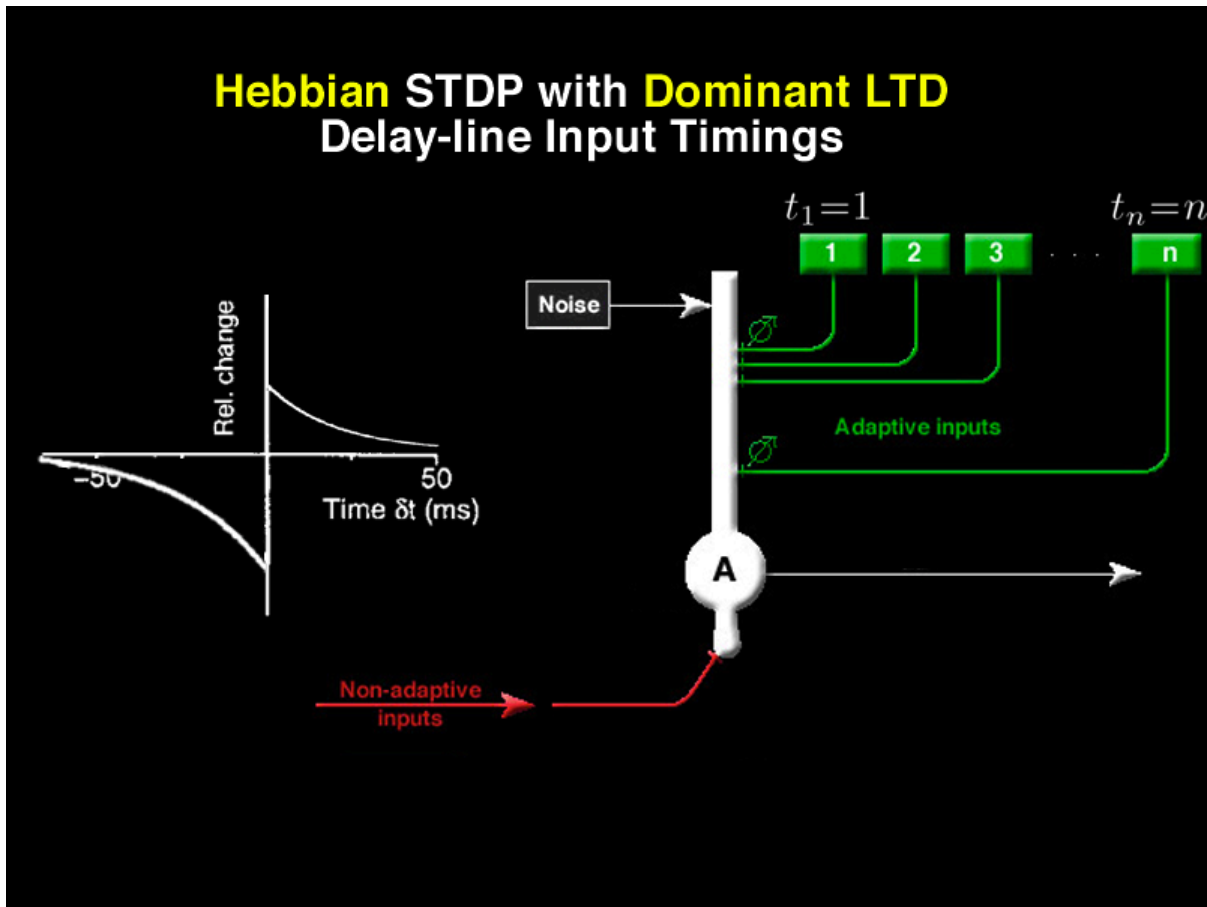 Hebbian STDP with Dominant LTD
Delay-line Input Timings
t₁=1
tₙ=n
1
2
3
· · ·
n
Noise
Rel. change
Adaptive inputs
−50
50
Time δt (ms)
A
Non-adaptive
inputs